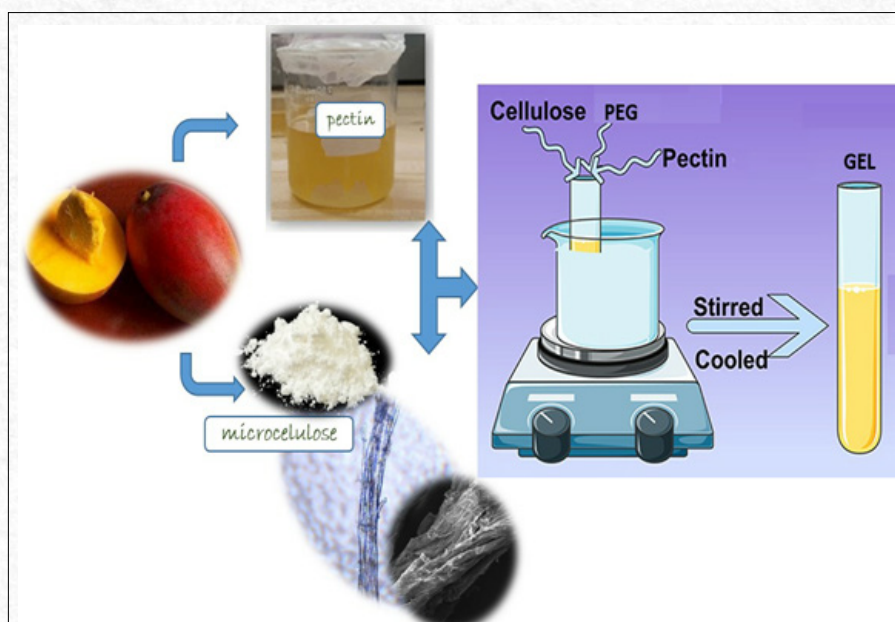 pectin
Cellulose PEG
Pectin
GEL
Stirred
Cooled
microcelulose